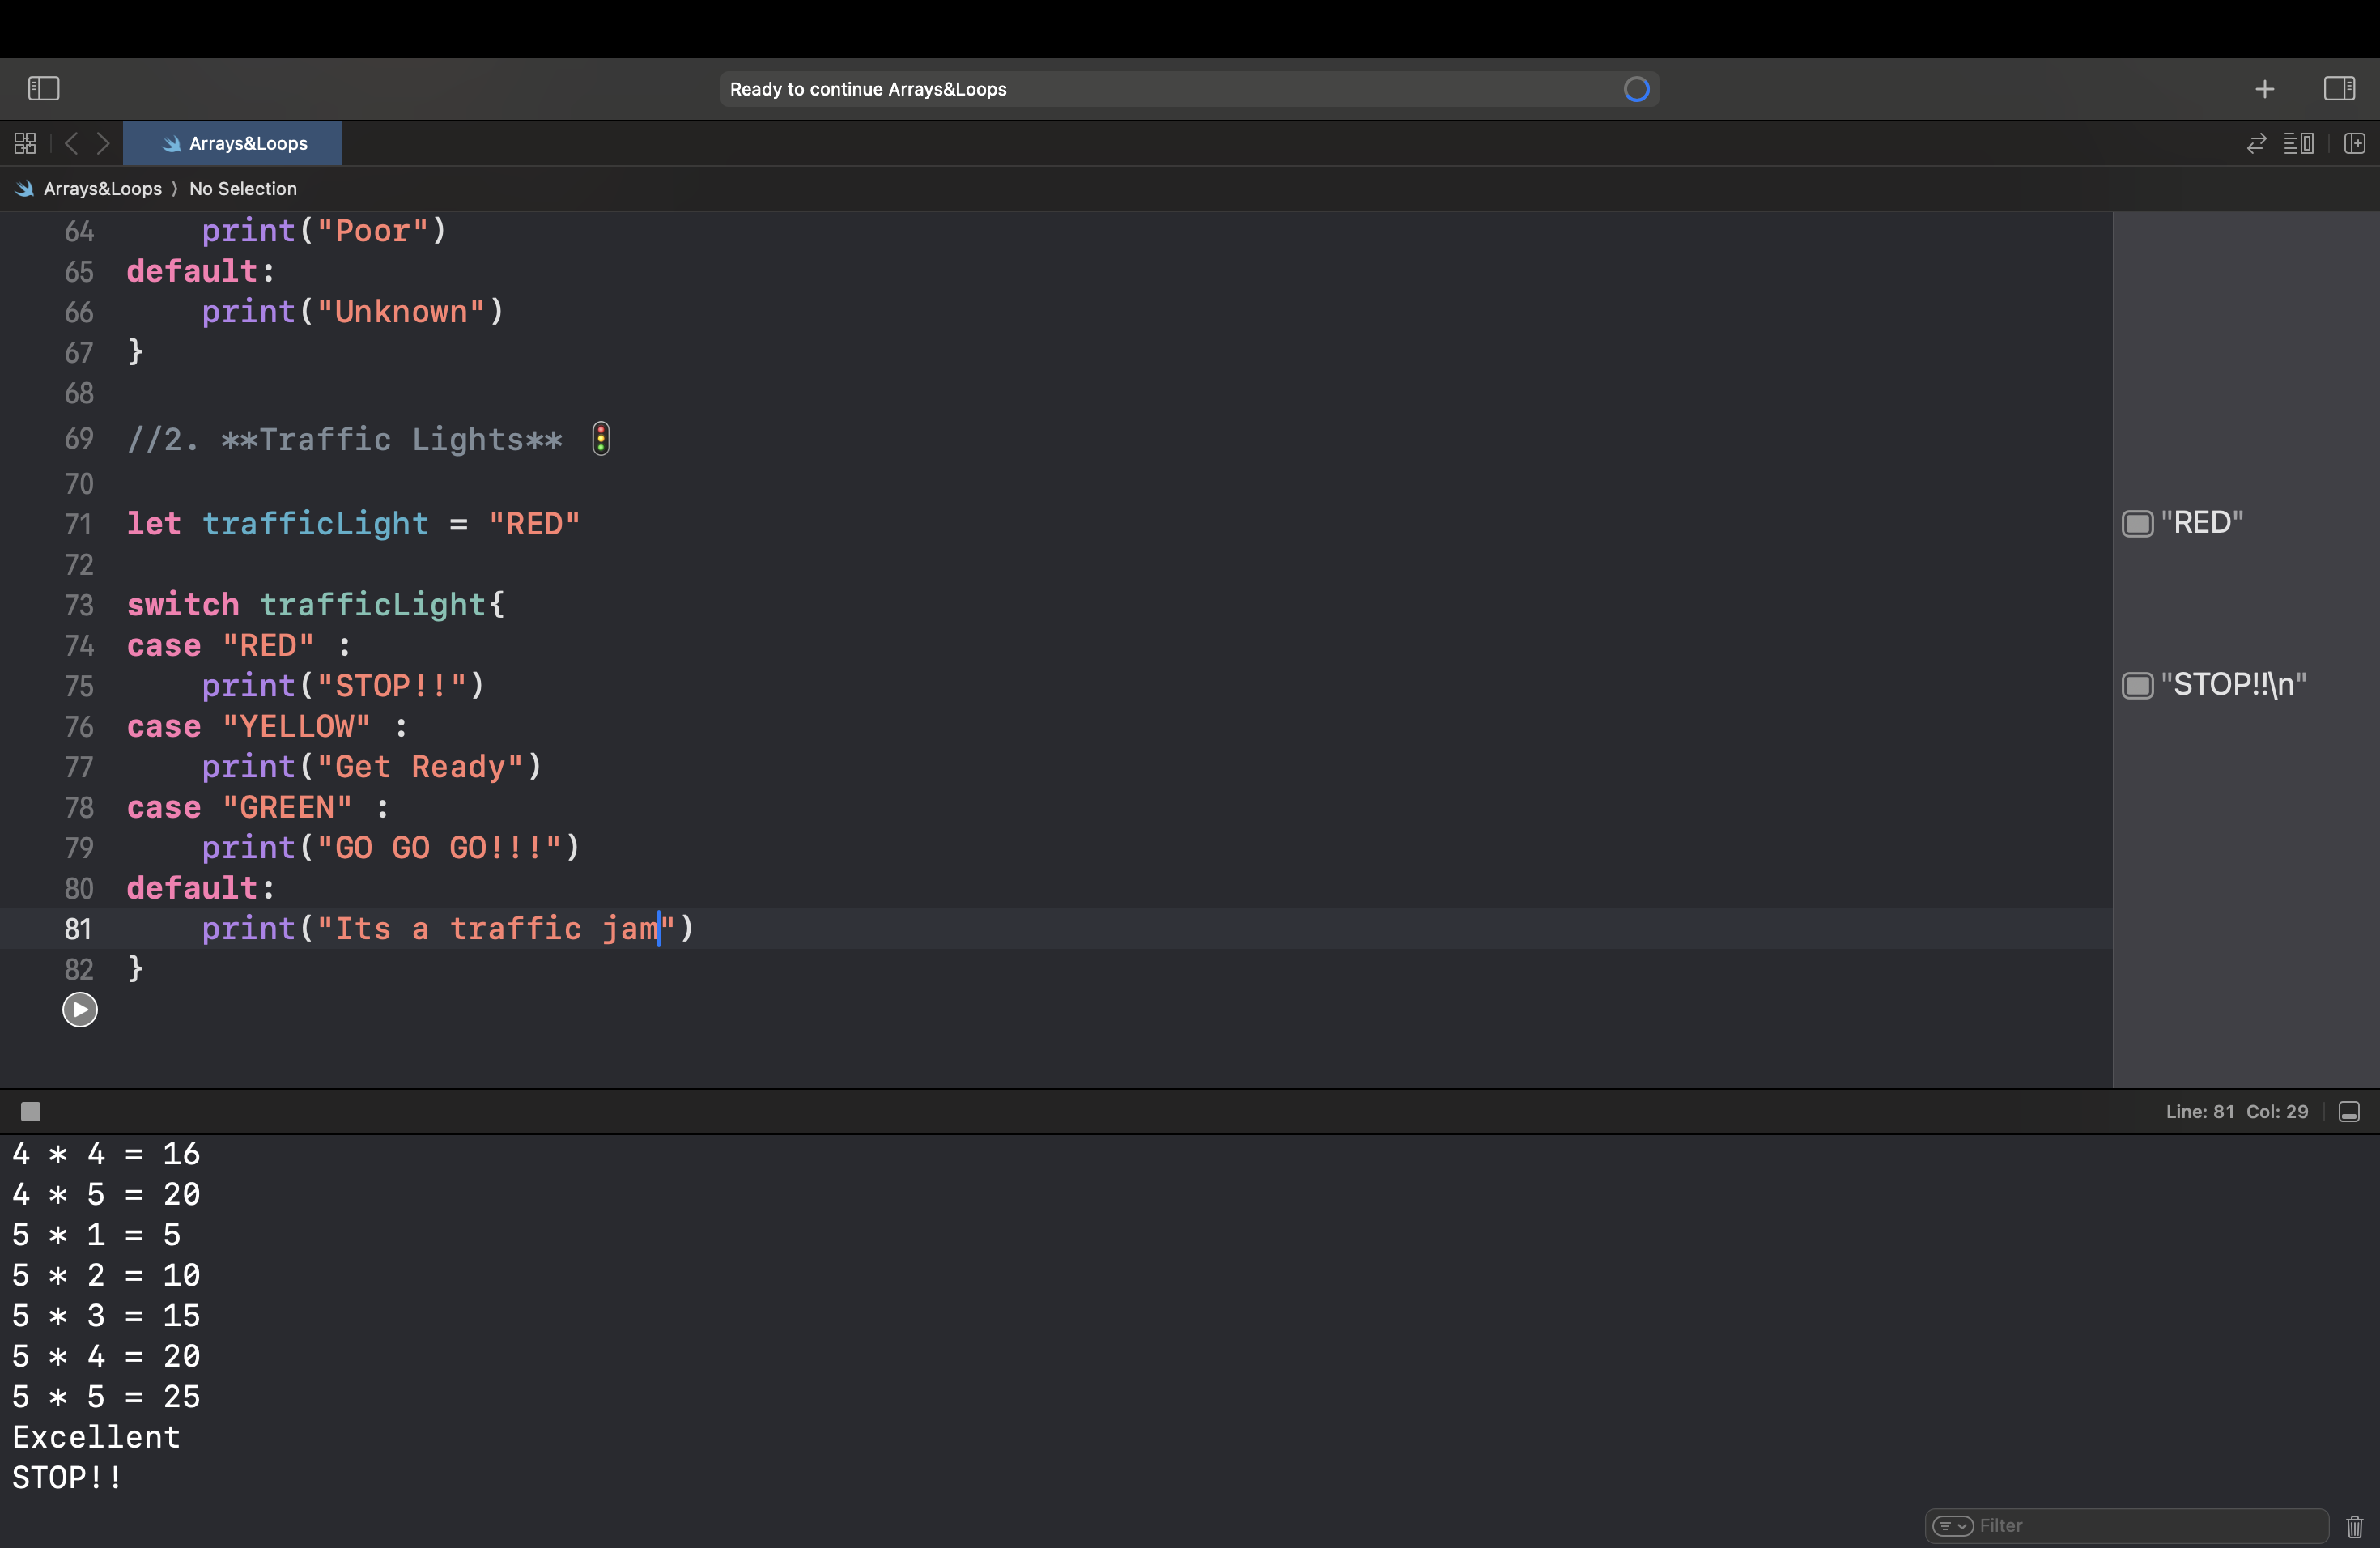 Ready to continue Arrays&Loops
Arrays&Loops
Arrays&Loops 〉 No Selection
64     print("Poor")
65 default:
66     print("Unknown")
67 }
68
69 //2. **Traffic Lights** 🚦
70
71 let trafficLight = "RED"
"RED"
72
73 switch trafficLight{
74 case "RED" :
75     print("STOP!!")
"STOP!!\n"
76 case "YELLOW" :
77     print("Get Ready")
78 case "GREEN" :
79     print("GO GO GO!!!")
80 default:
81     print("Its a traffic jam")
82 }
Line: 81 Col: 29
4 * 4 = 16
4 * 5 = 20
5 * 1 = 5
5 * 2 = 10
5 * 3 = 15
5 * 4 = 20
5 * 5 = 25
Excellent
STOP!!
Filter